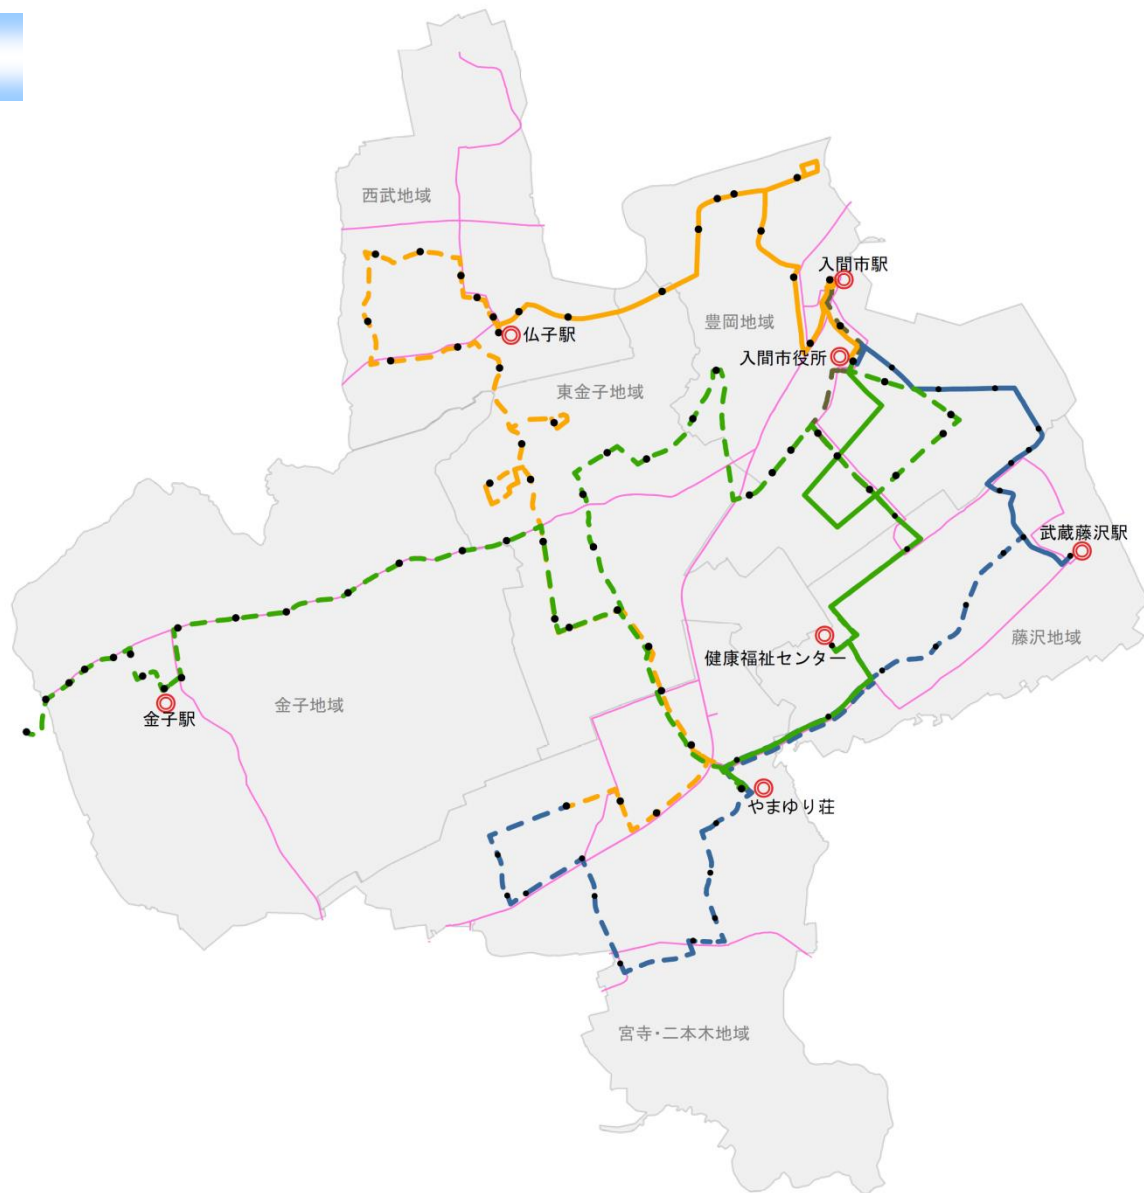 西武地域
入間市駅
豊岡地域
仏子駅
入間市役所
東金子地域
武蔵藤沢駅
藤沢地域
健康福祉センター
金子地域
金子駅
やまゆり荘
宮寺・二本木地域